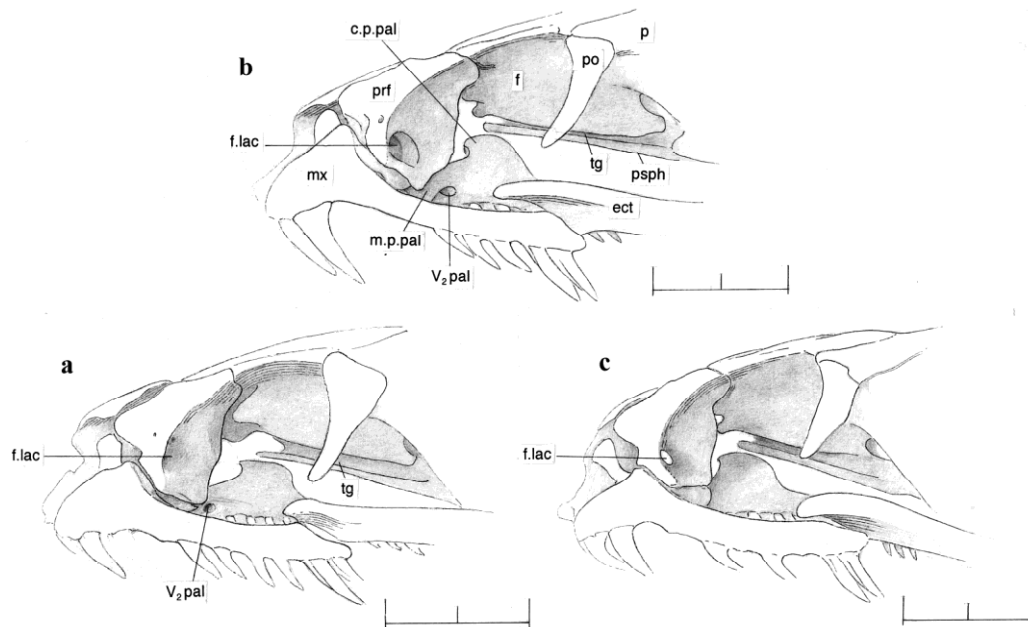 c.p.pal
p
b
po
f
prf
f.lac
tg
psph
mx
ect
m.p.pal
V₂pal
a
c
f.lac
f.lac
tg
V₂pal